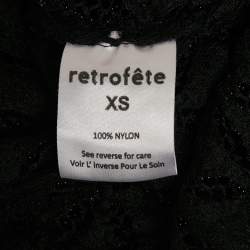 retrofête
XS
100% NYLON
See reverse for care
Voir L' Inverse Pour Le Soin